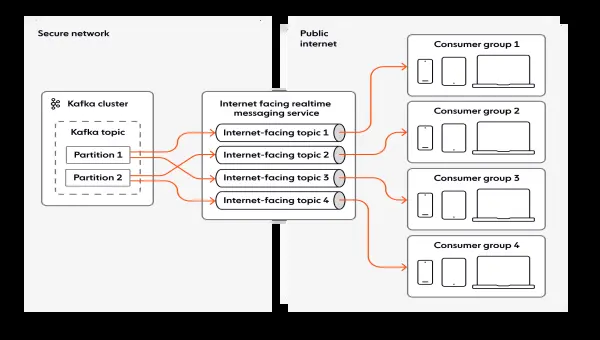 Secure network
Public
internet
Kafka cluster
Kafka topic
Partition 1
Partition 2
Internet facing realtime
messaging service
Internet-facing topic 1
Internet-facing topic 2
Internet-facing topic 3
Internet-facing topic 4
Consumer group 1
Consumer group 2
Consumer group 3
Consumer group 4